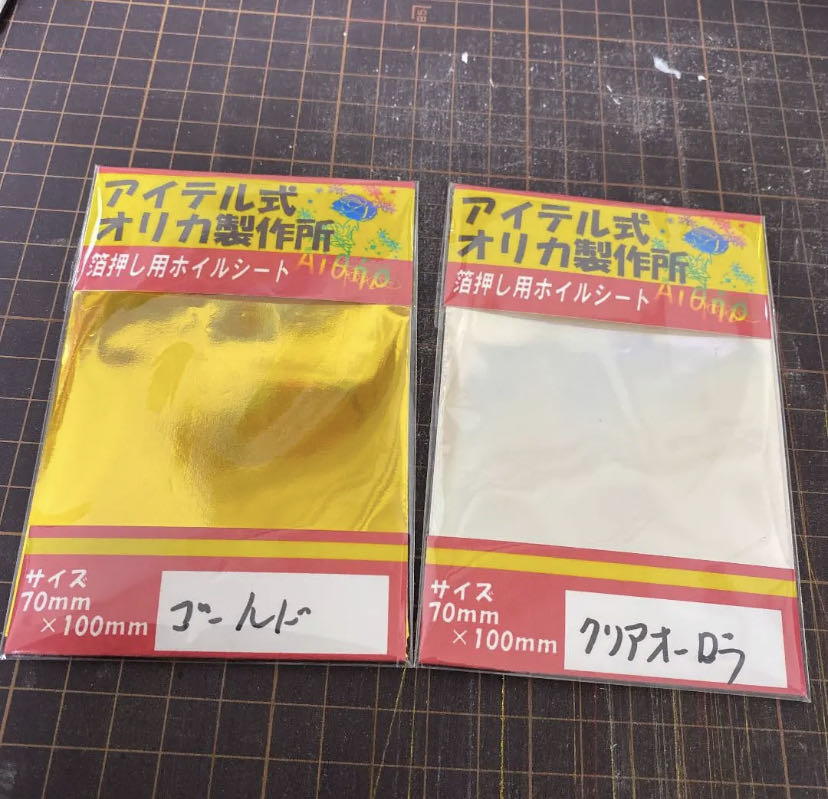 アイテル式
オリカ製作所
箔押し用ホイルシート
サイズ
70mm
×100mm
ゴールド
アイテル式
オリカ製作所
箔押し用ホイルシート
サイズ
70mm
×100mm
クリアオーロラ